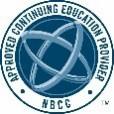 APPROVED CONTINUING EDUCATION PROVIDER
• NBCC •
TM